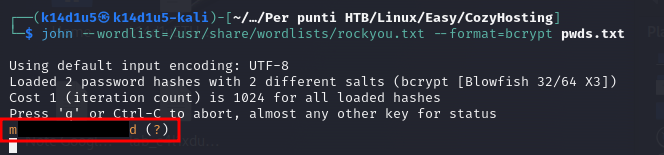 ┌──(k14d1u5㉿k14d1u5-kali)-[~/…/Per punti HTB/Linux/Easy/CozyHosting]
└─$ john --wordlist=/usr/share/wordlists/rockyou.txt --format=bcrypt pwds.txt
Using default input encoding: UTF-8
Loaded 2 password hashes with 2 different salts (bcrypt [Blowfish 32/64 X3])
Cost 1 (iteration count) is 1024 for all loaded hashes
Press 'q' or Ctrl-C to abort, almost any other key for status
m d (?)